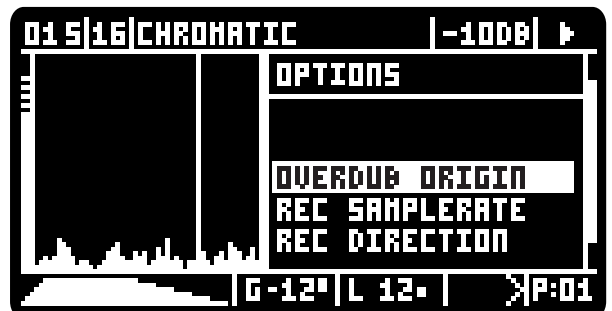 01 S 16 CHROMATIC -10DB
OPTIONS
OVERDUB ORIGIN
REC SAMPLERATE
REC DIRECTION
G-12 L 12 P:01